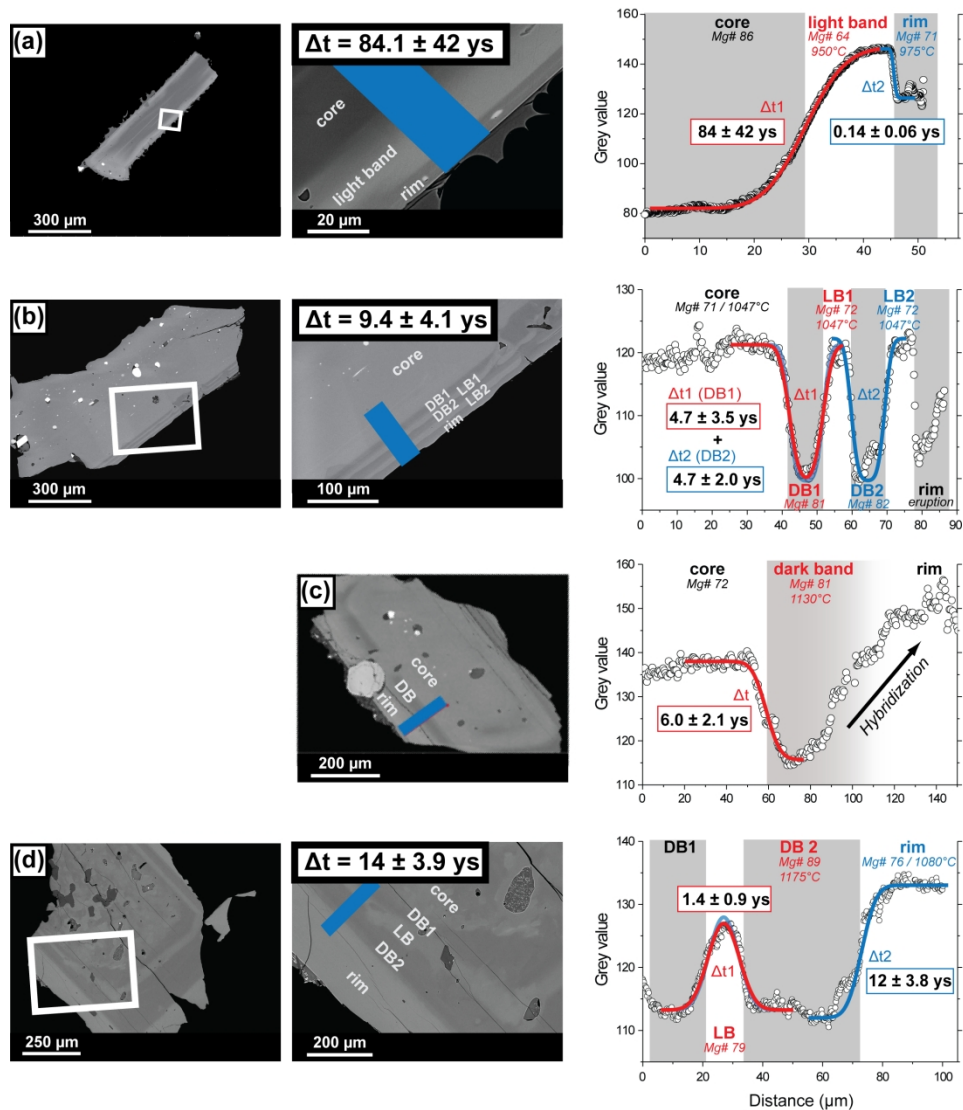 (a)
300 µm
Δt = 84.1 ± 42 ys
core
light band
rim
20 µm
core
Mg# 86
light band
Mg# 64
950°C
rim
Mg# 71
975°C
Δt1
84 ± 42 ys
Δt2
0.14 ± 0.06 ys
Grey value
160
140
120
100
80
0
10
20
30
40
50
(b)
300 µm
Δt = 9.4 ± 4.1 ys
core
DB1 LB1
DB2 LB2
rim
100 µm
core
Mg# 71 / 1047°C
LB1
Mg# 72
1047°C
LB2
Mg# 72
1047°C
Δt1 (DB1)
4.7 ± 3.5 ys
+
Δt2 (DB2)
4.7 ± 2.0 ys
Δt1
Δt2
DB1
Mg# 81
DB2
Mg# 82
rim
eruption
Grey value
130
120
110
100
0
10
20
30
40
50
60
70
80
90
(c)
core
DB
rim
200 µm
core
Mg# 72
dark band
Mg# 81
1130°C
rim
Δt
6.0 ± 2.1 ys
Hybridization
Grey value
160
150
140
130
120
110
0
20
40
60
80
100
120
140
(d)
250 µm
Δt = 14 ± 3.9 ys
core
DB1
LB
DB2
rim
200 µm
DB1
DB 2
Mg# 89
1175°C
rim
Mg# 76 / 1080°C
1.4 ± 0.9 ys
Δt1
Δt2
12 ± 3.8 ys
LB
Mg# 79
Grey value
140
130
120
110
0
20
40
60
80
100
Distance (µm)